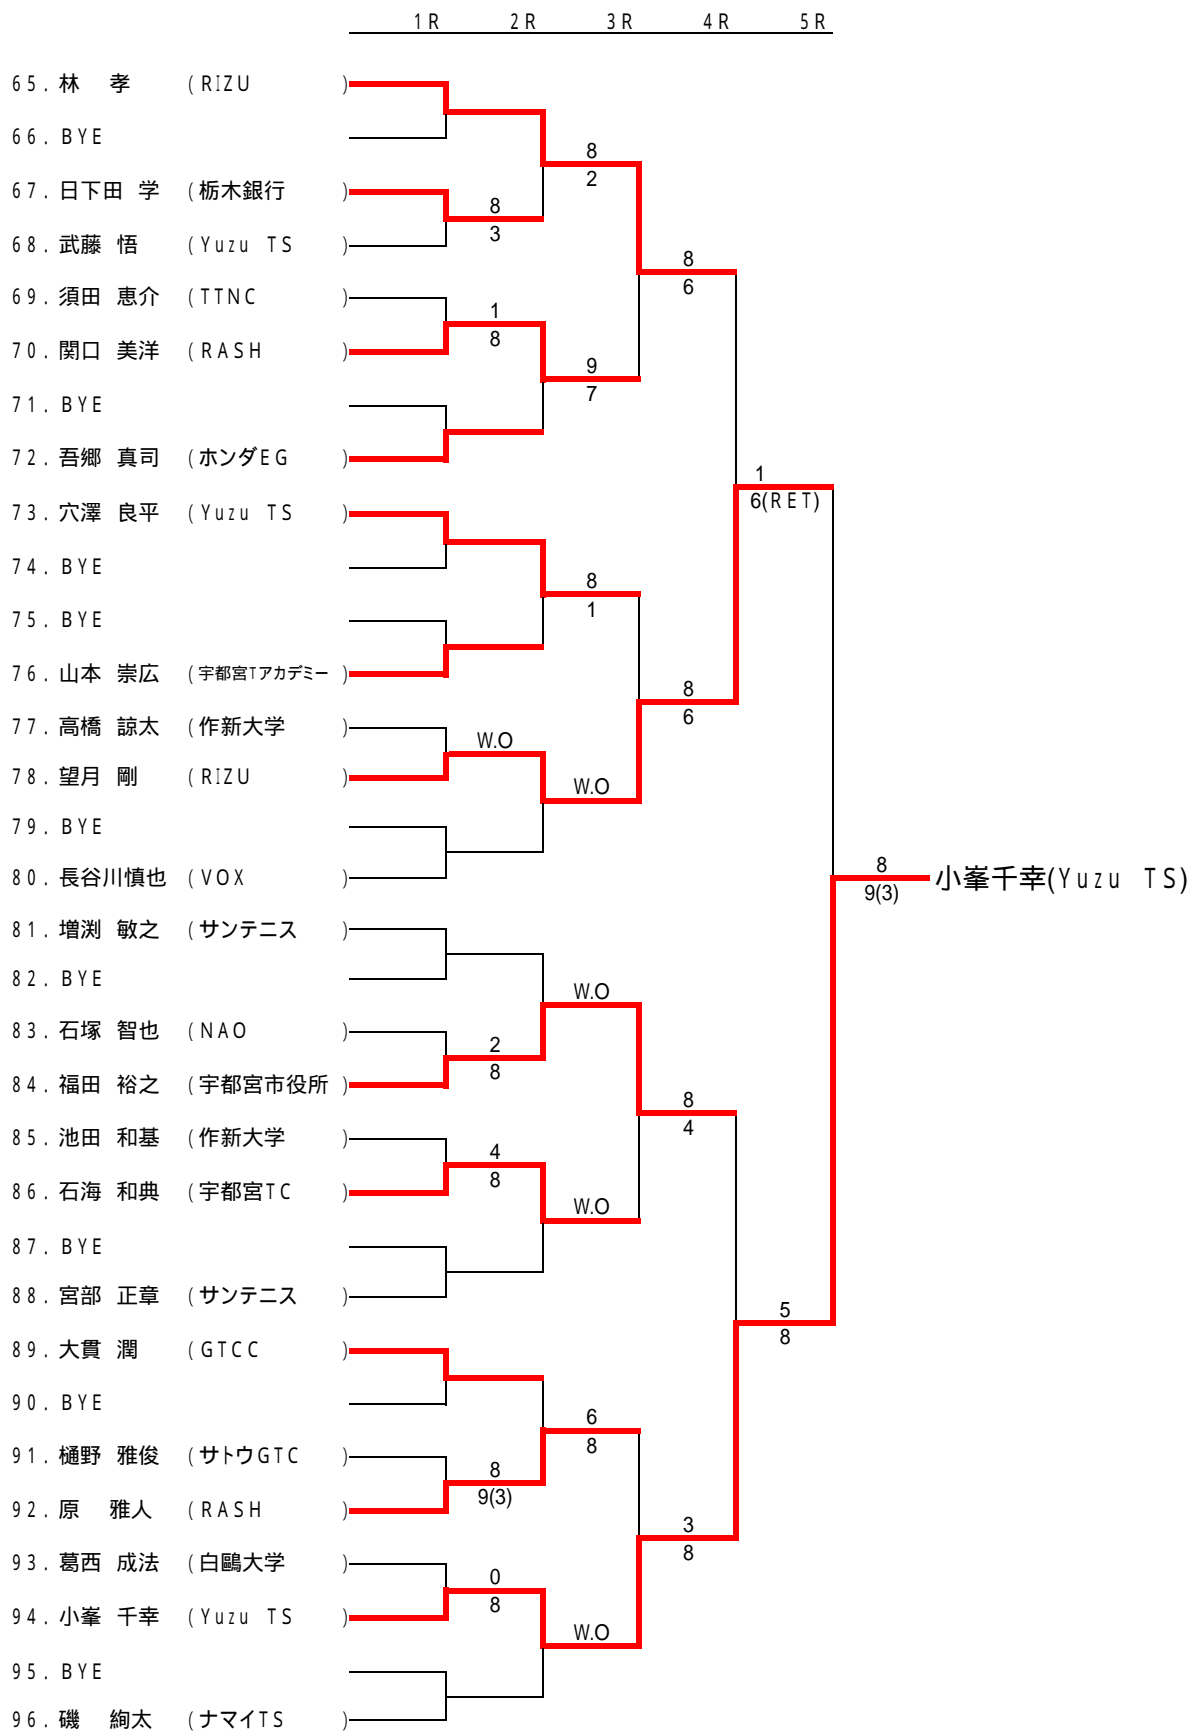 1R 2R 3R 4R 5R
65.林 孝 (RIZU )
66.BYE
8
2
67.日下田 学 (栃木銀行 )
8
3
68.武藤 悟 (Yuzu TS )
8
6
69.須田 恵介 (TTNC )
1
8
70.関口 美洋 (RASH )
9
7
71.BYE
72.吾郷 真司 (ホンダEG )
1
6(RET)
73.穴澤 良平 (Yuzu TS )
74.BYE
8
1
75.BYE
76.山本 崇広 (宇都宮Tアカデミー )
8
6
77.高橋 諒太 (作新大学 )
W.O
78.望月 剛 (RIZU )
W.O
79.BYE
80.長谷川慎也 (VOX )
8
9(3)
小峯千幸(Yuzu TS)
81.増渕 敏之 (サンテニス )
82.BYE
W.O
83.石塚 智也 (NAO )
2
8
84.福田 裕之 (宇都宮市役所 )
8
4
85.池田 和基 (作新大学 )
4
8
86.石海 和典 (宇都宮TC )
W.O
87.BYE
88.宮部 正章 (サンテニス )
5
8
89.大貫 潤 (GTCC )
90.BYE
6
8
91.樋野 雅俊 (サトウGTC )
8
9(3)
92.原 雅人 (RASH )
3
8
93.葛西 成法 (白鷗大学 )
0
8
94.小峯 千幸 (Yuzu TS )
W.O
95.BYE
96.磯 絢太 (ナマイTS )